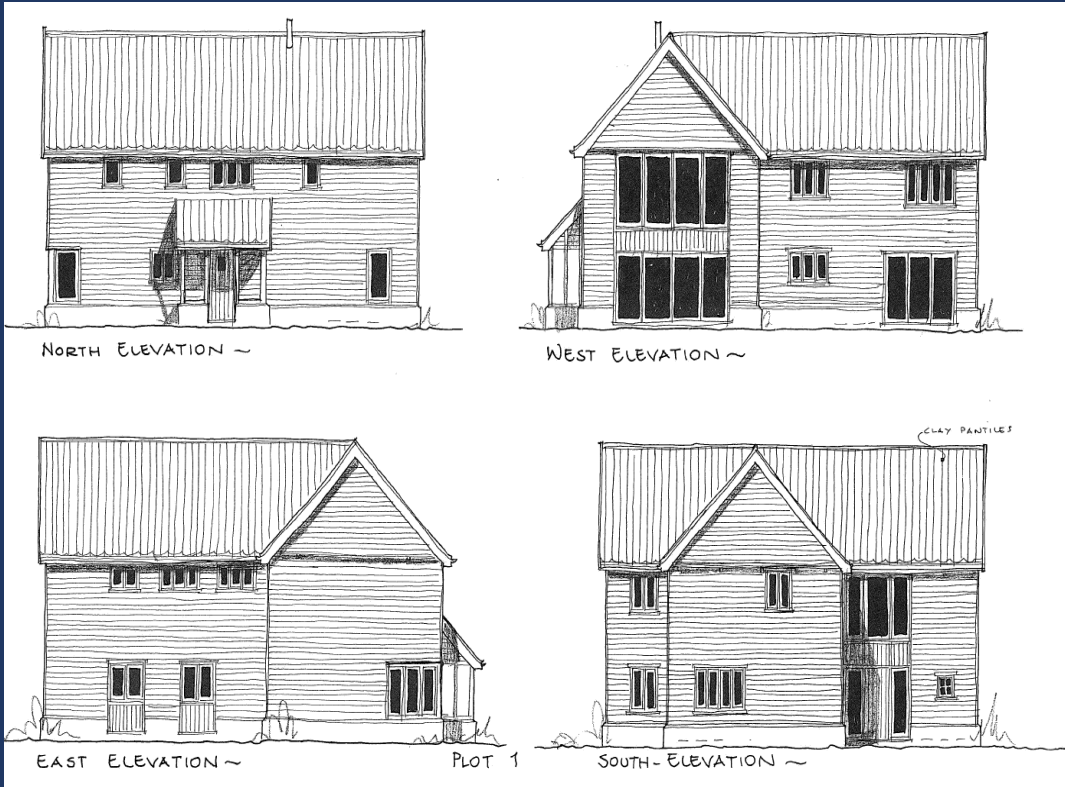 NORTH ELEVATION ~
WEST ELEVATION ~
CLAY PANTILES
EAST ELEVATION ~
PLOT 1
SOUTH-ELEVATION ~